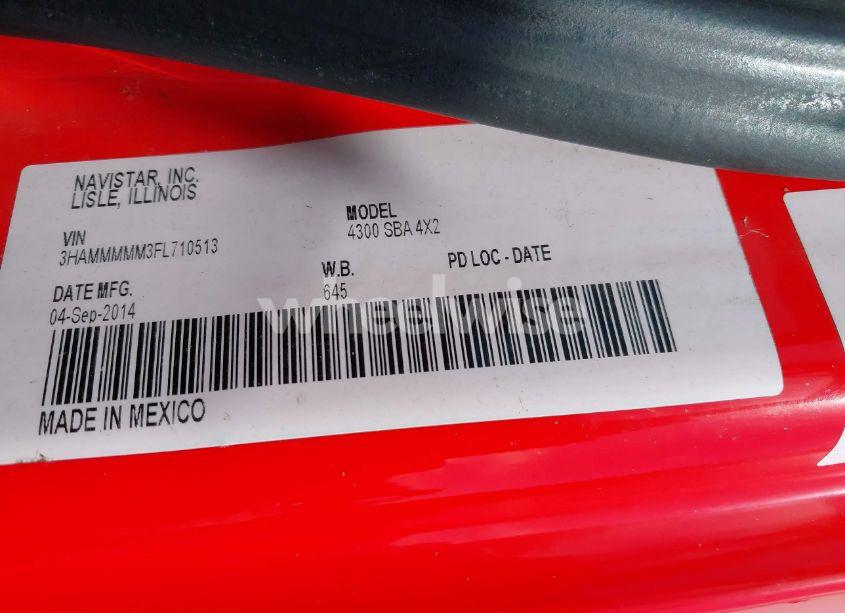 NAVISTAR, INC.
LISLE, ILLINOIS
VIN
3HAMMMMM3FL710513
MODEL
4300 SBA 4X2
DATE MFG.
04-Sep-2014
W.B.
645
PD LOC - DATE
wheelwise
MADE IN MEXICO